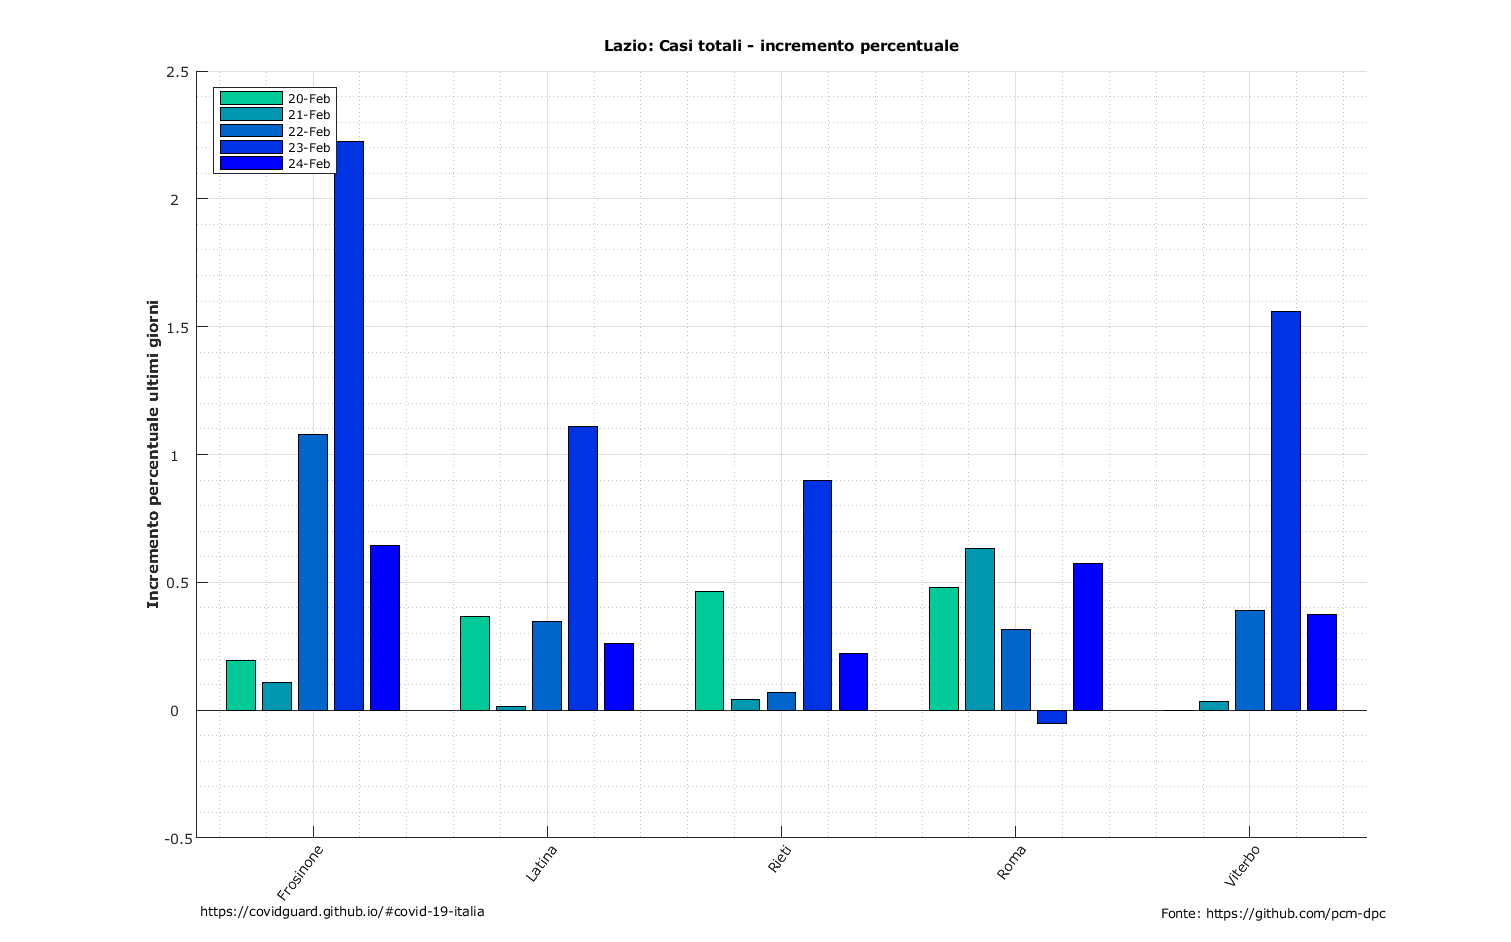 Lazio: Casi totali - incremento percentuale
Incremento percentuale ultimi giorni
2.5
2
1.5
1
0.5
0
-0.5
20-Feb
21-Feb
22-Feb
23-Feb
24-Feb
Frosinone
Latina
Rieti
Roma
Viterbo
https://covidguard.github.io/#covid-19-italia
Fonte: https://github.com/pcm-dpc